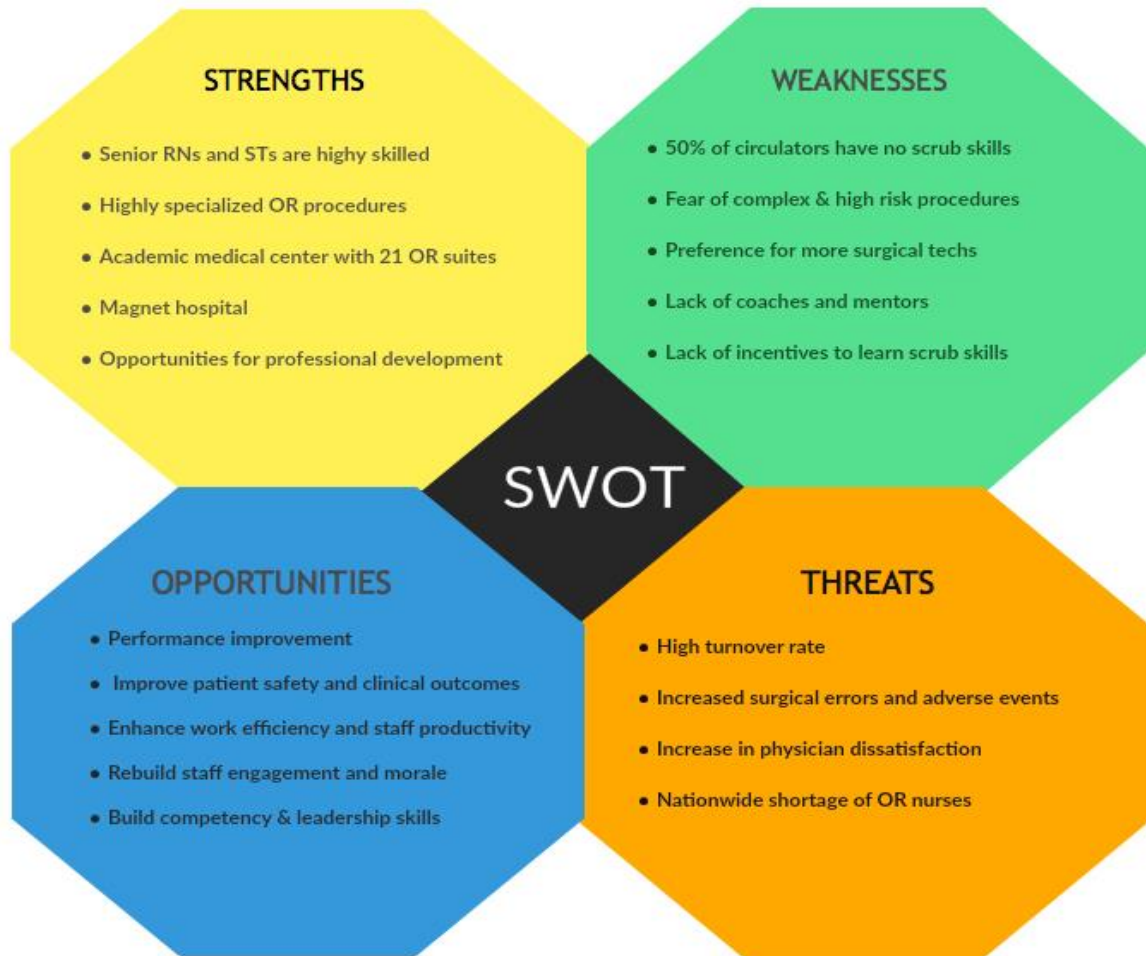 STRENGTHS
• Senior RNs and STs are highy skilled
• Highly specialized OR procedures
• Academic medical center with 21 OR suites
• Magnet hospital
• Opportunities for professional development
WEAKNESSES
• 50% of circulators have no scrub skills
• Fear of complex & high risk procedures
• Preference for more surgical techs
• Lack of coaches and mentors
• Lack of incentives to learn scrub skills
SWOT
OPPORTUNITIES
• Performance improvement
• Improve patient safety and clinical outcomes
• Enhance work efficiency and staff productivity
• Rebuild staff engagement and morale
• Build competency & leadership skills
THREATS
• High turnover rate
• Increased surgical errors and adverse events
• Increase in physician dissatisfaction
• Nationwide shortage of OR nurses